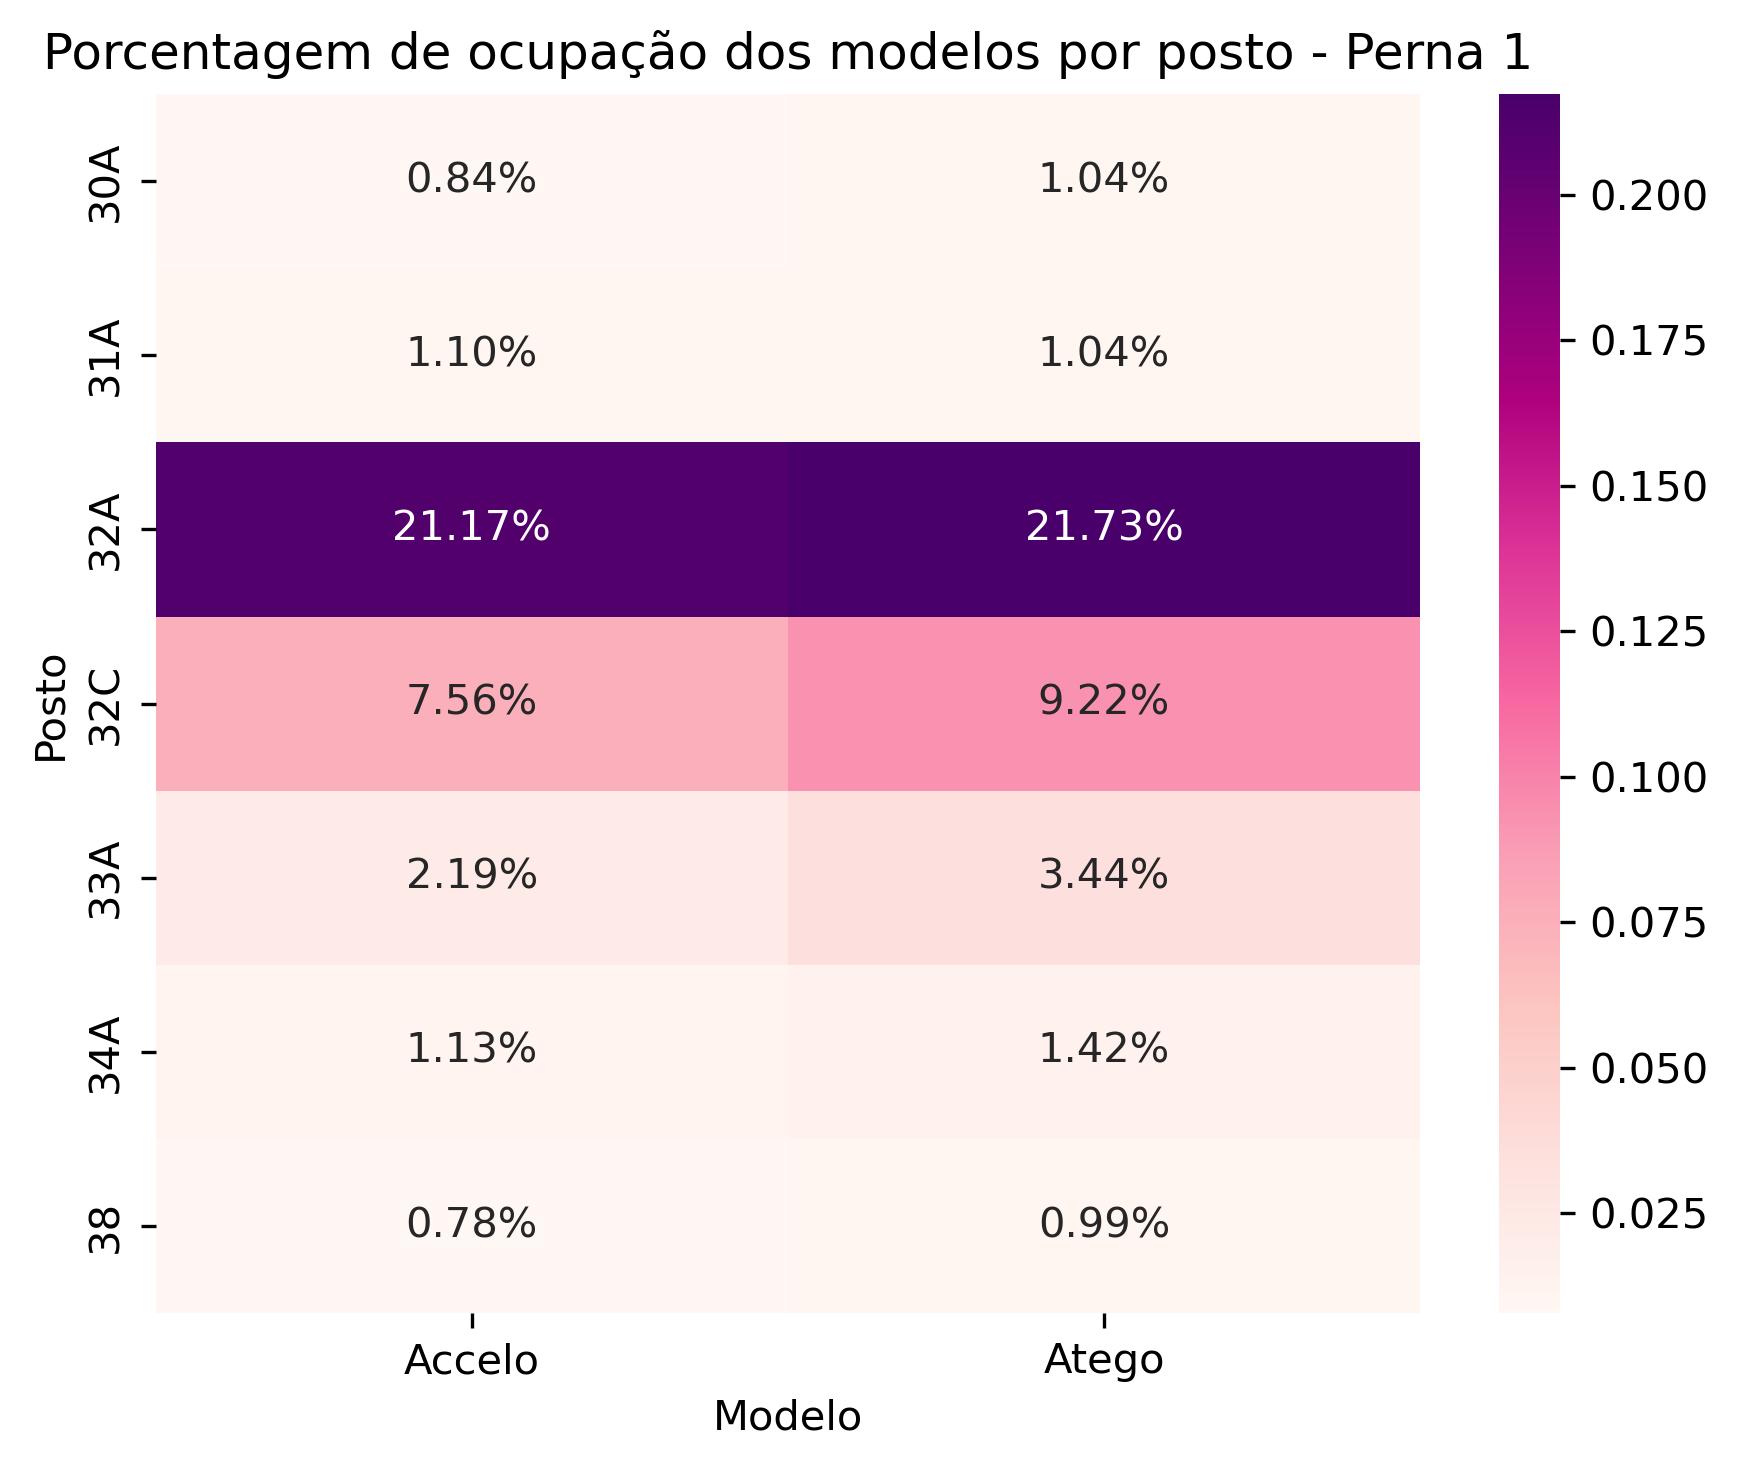 Porcentagem de ocupação dos modelos por posto - Perna 1
Posto
30A
0.84%
1.04%
31A
1.10%
1.04%
32A
21.17%
21.73%
32C
7.56%
9.22%
33A
2.19%
3.44%
34A
1.13%
1.42%
38
0.78%
0.99%
Accelo
Atego
Modelo
0.200
0.175
0.150
0.125
0.100
0.075
0.050
0.025